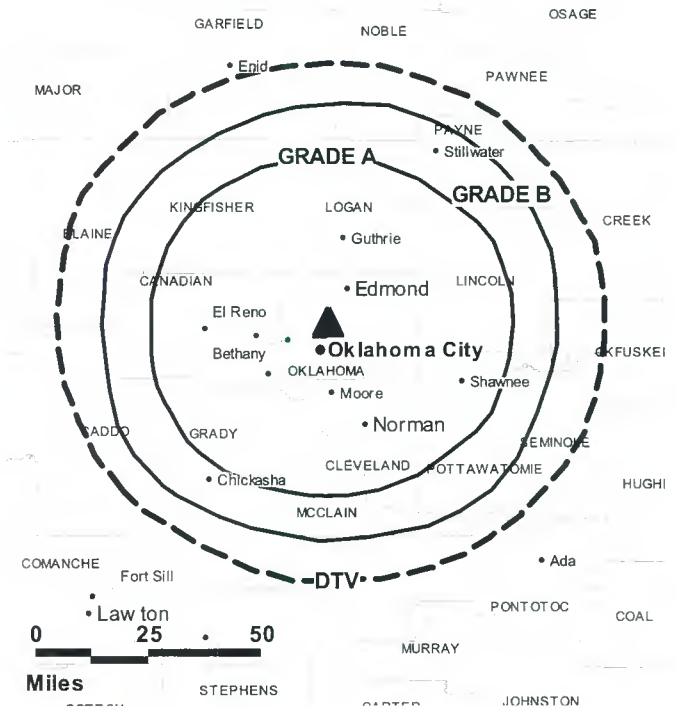 OSAGE
GARFIELD
NOBLE
Enid
PAWNEE
MAJOR
PAYNE
Stillwater
GRADE A
GRADE B
KINGFISHER
LOGAN
CREEK
BLAINE
Guthrie
CANADIAN
LINCOLN
Edmond
El Reno
Bethany
Oklahoma City
OKFUSKEE
OKLAHOMA
Shawnee
Moore
Norman
CADDO
GRADY
SEMINOLE
CLEVELAND
POTTAWATOMIE
Chickasha
HUGHE
MCCLAIN
COMANCHE
Ada
Fort Sill
DTV
Lawton
PONTOTOC
COAL
0 25 50
MURRAY
Miles
STEPHENS
CARTER
JOHNSTON